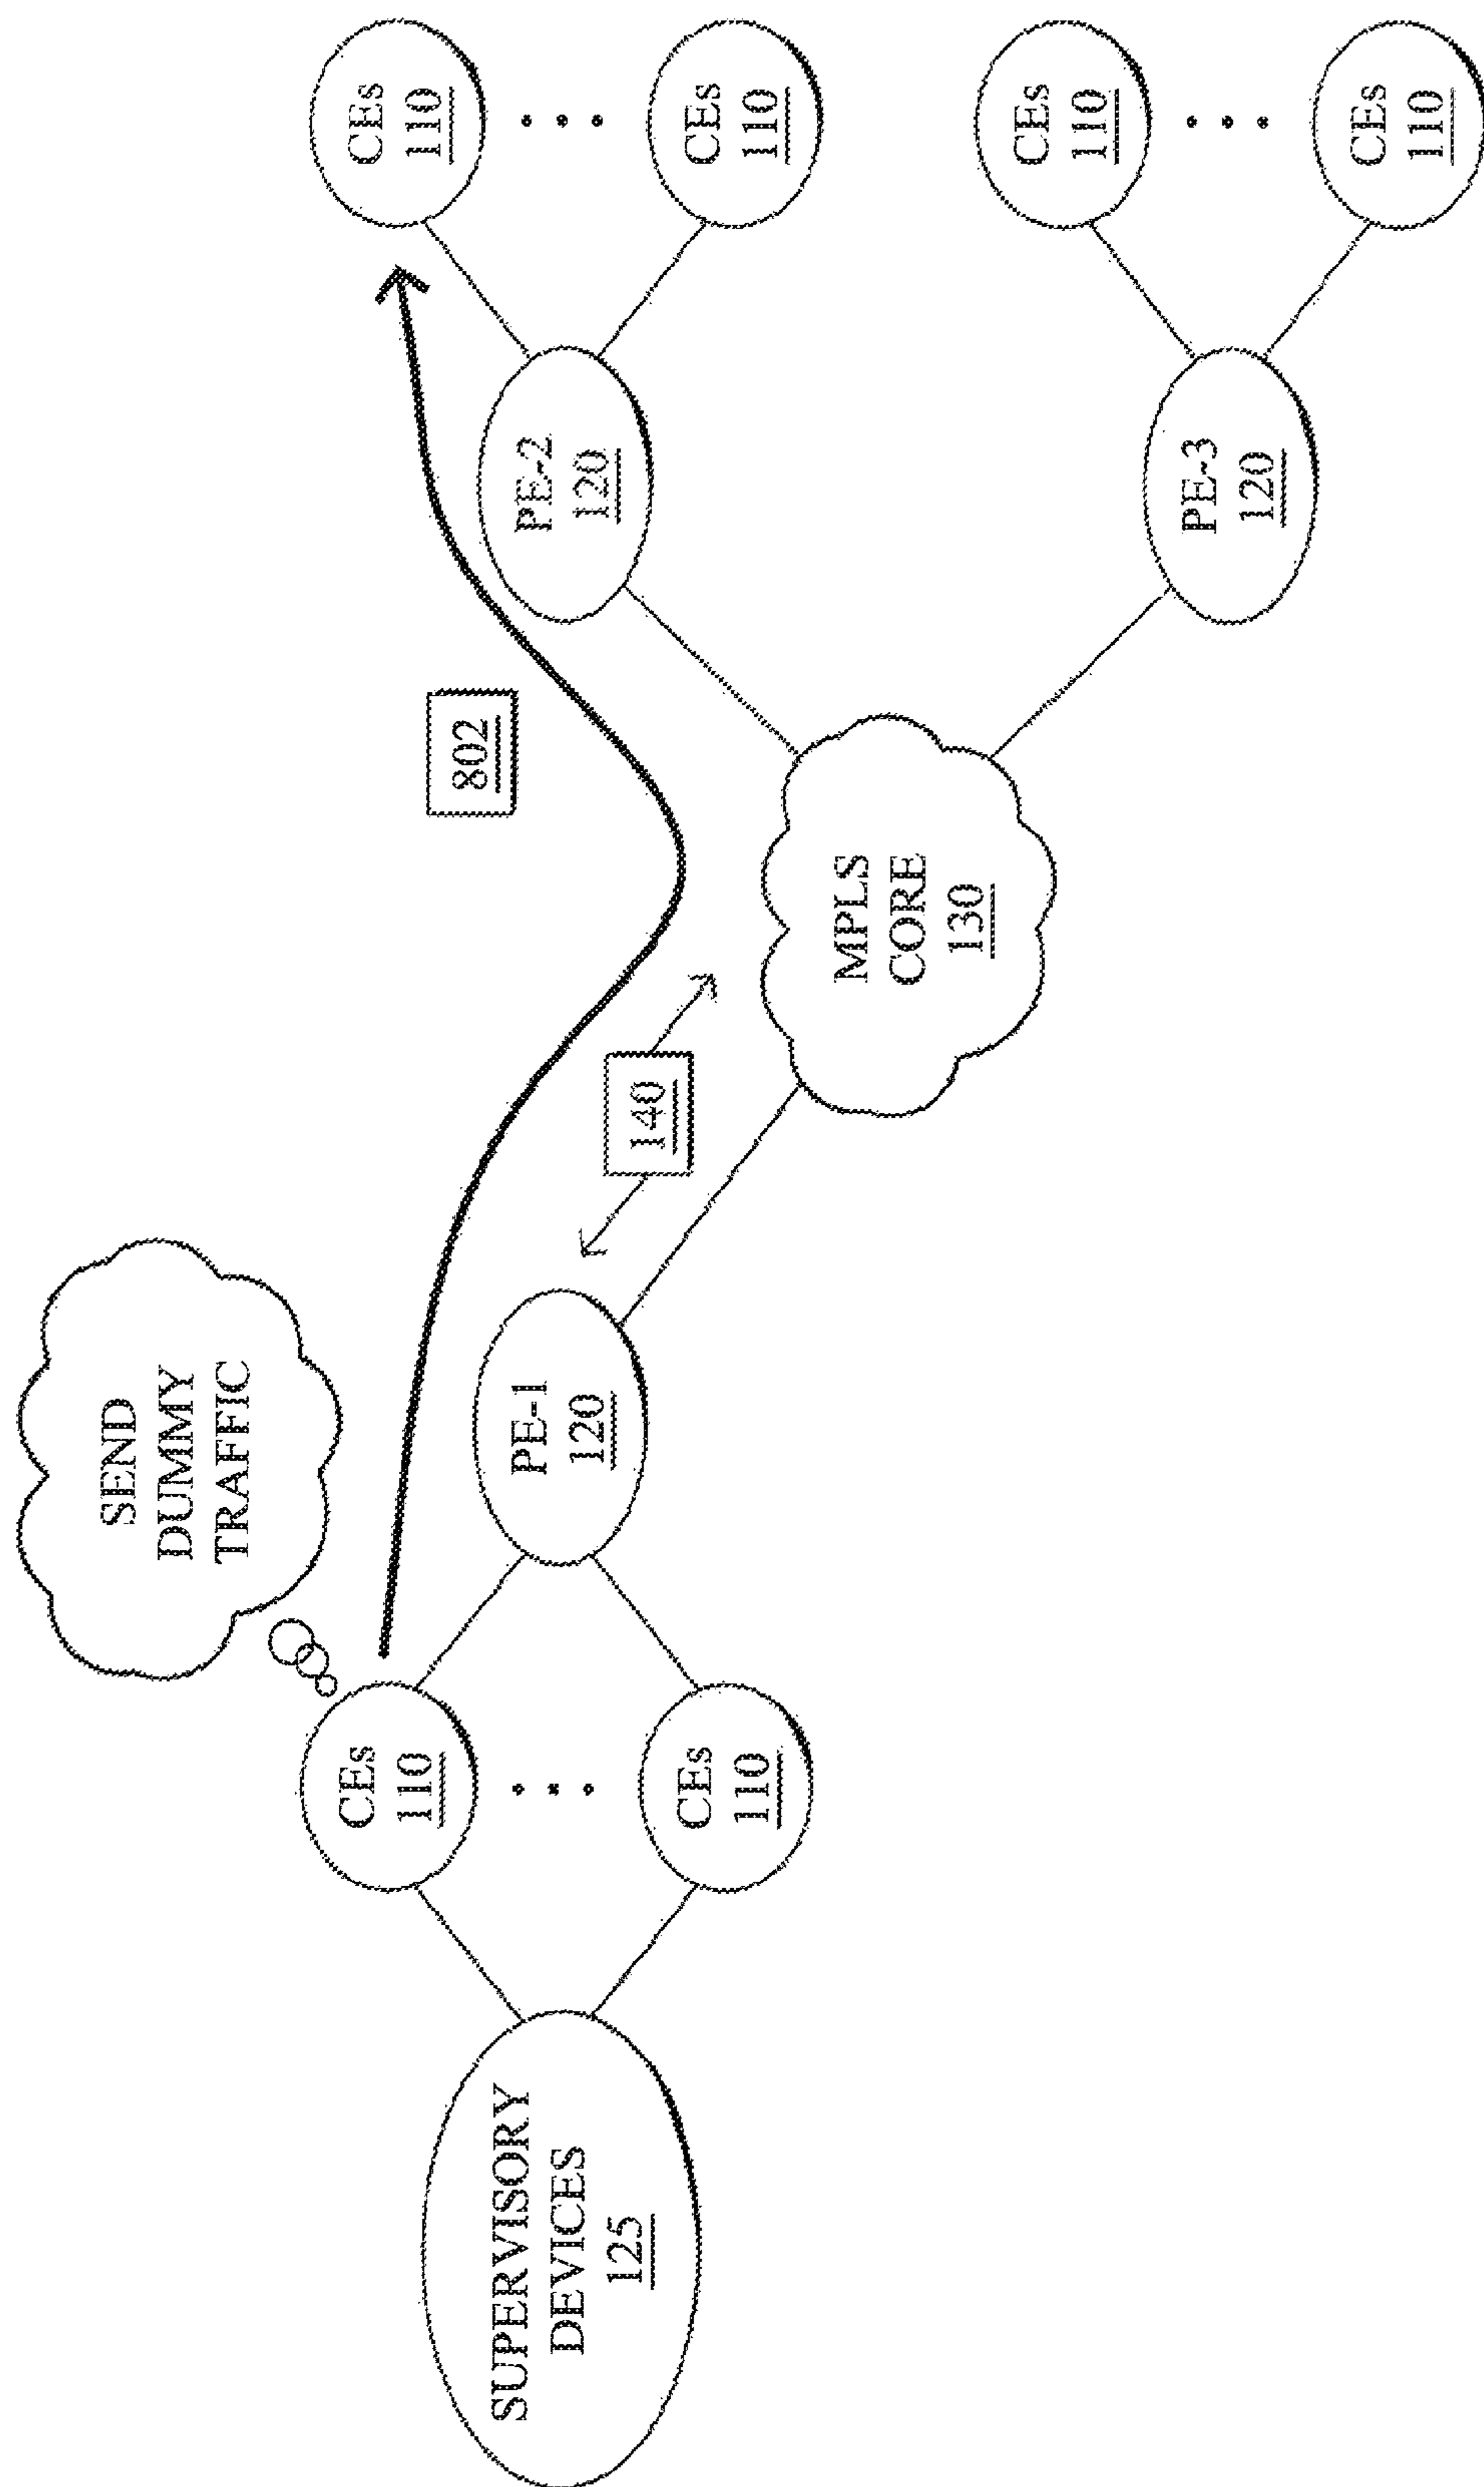 SEND
DUMMY
TRAFFIC
SUPERVISORY
DEVICES
125
CEs
110
CEs
110
PE-1
120
140
802
MPLS
CORE
130
PE-2
120
PE-3
120
CEs
110
CEs
110
CEs
110
CEs
110